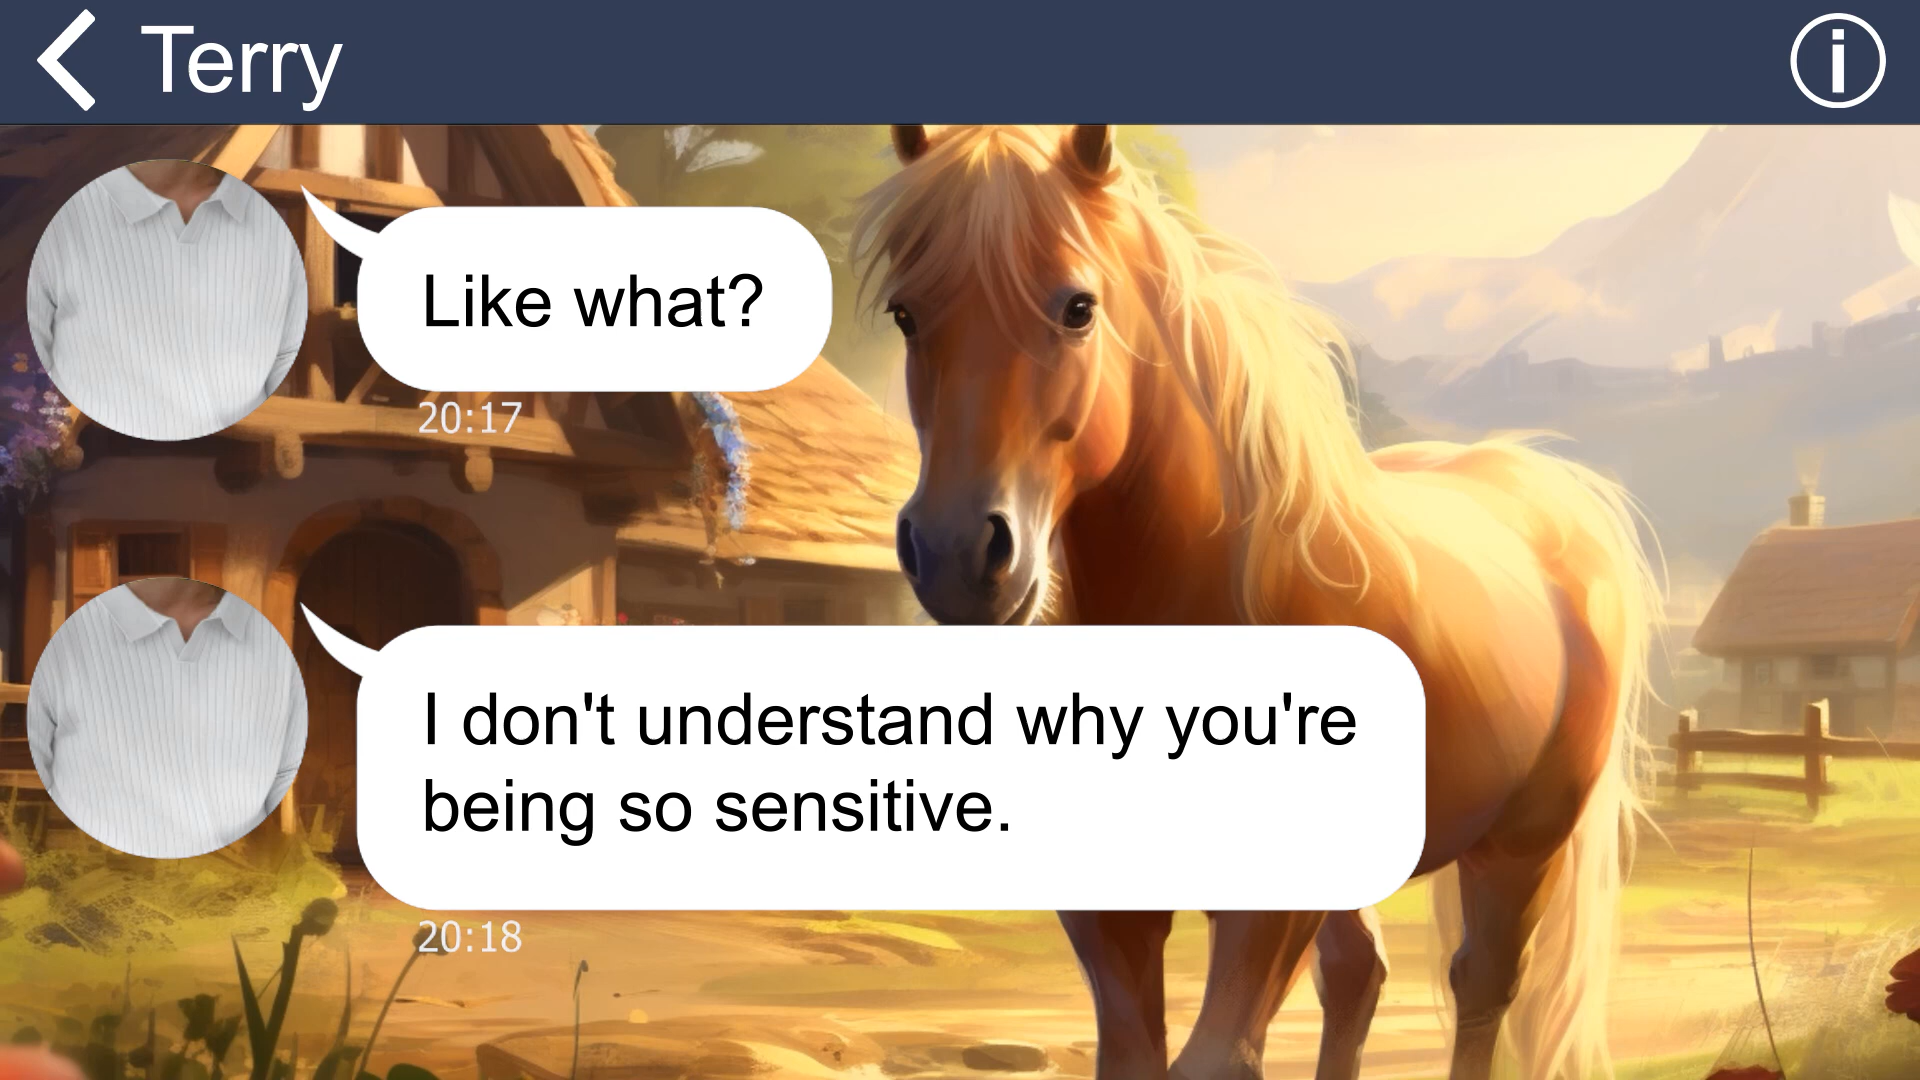 Terry
Like what?
20:17
I don't understand why you're
being so sensitive.
20:18